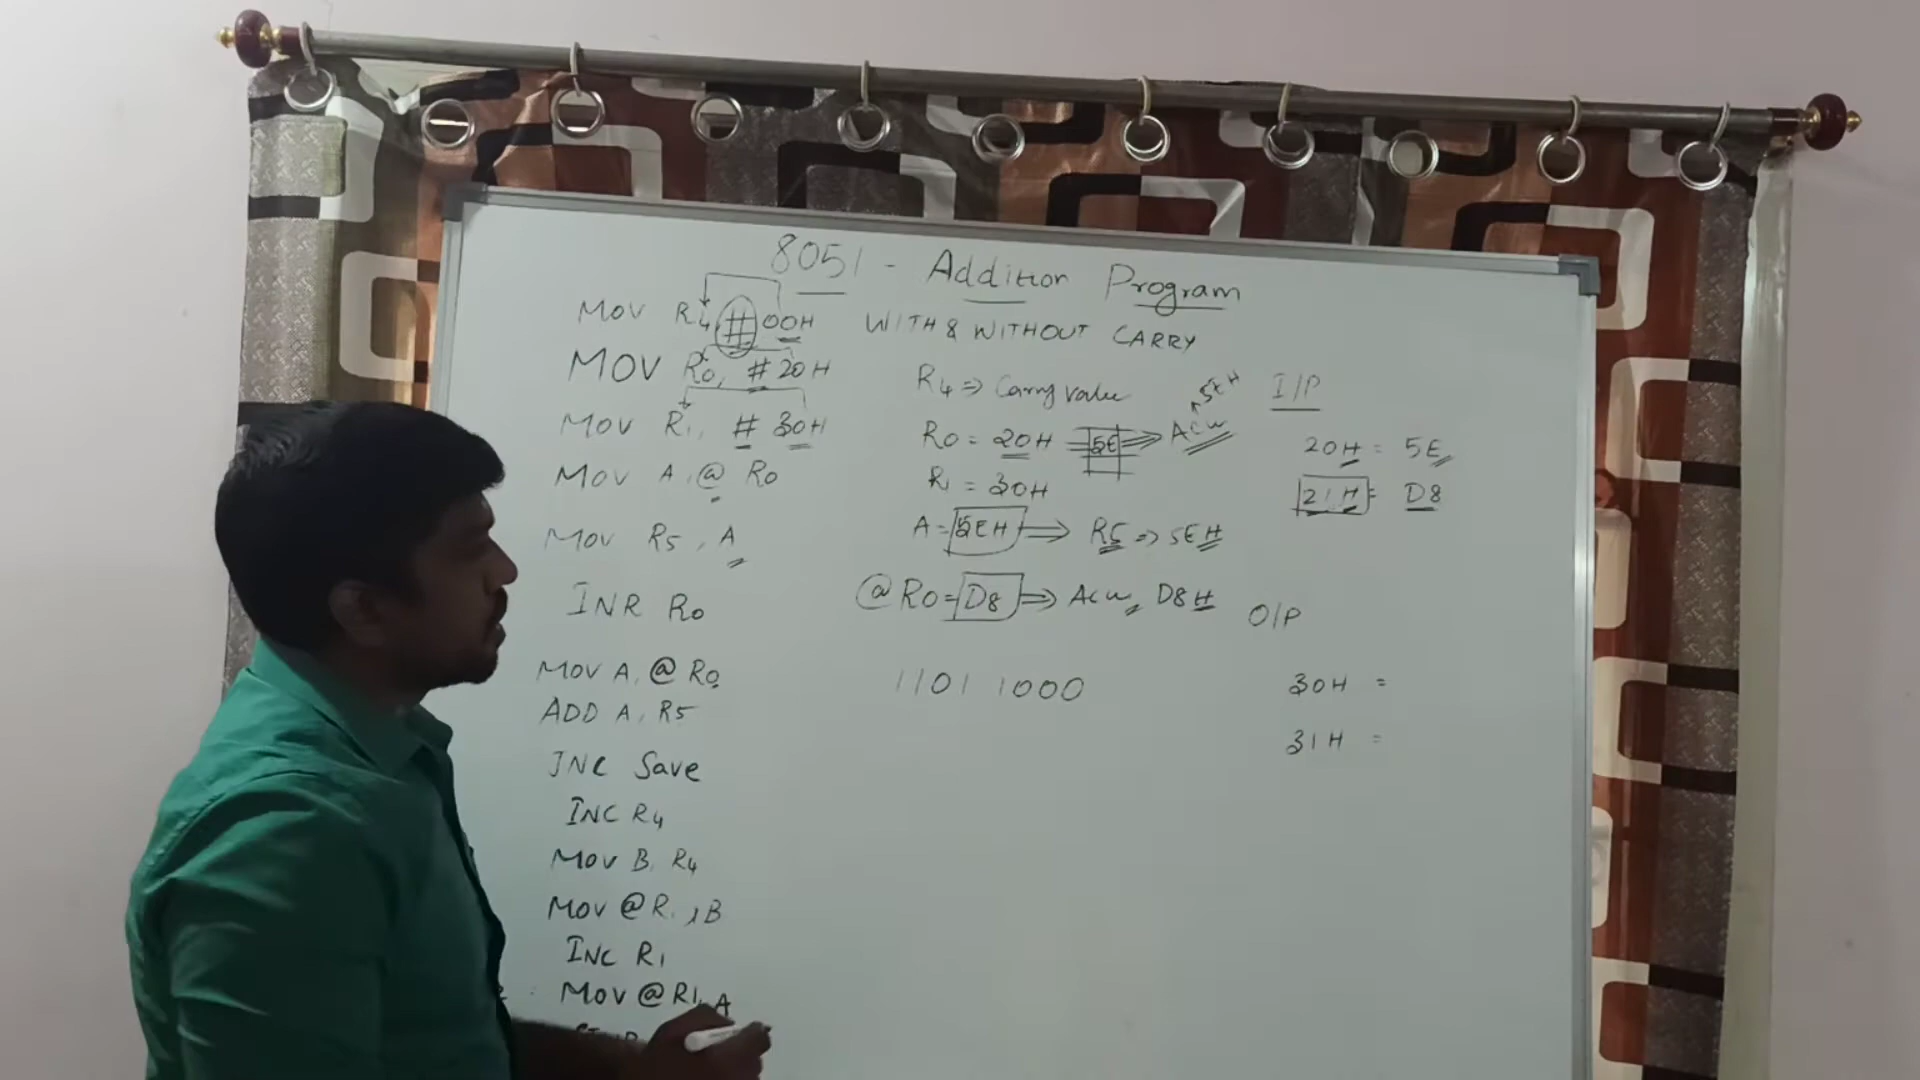 8051 - Addition Program
WITH & WITHOUT CARRY
MOV R4, # 00H
MOV R0, # 20H
MOV R1, # 30H
MOV A, @ R0
MOV R5, A
INR R0
MOV A, @ R0
ADD A, R5
JNC Save
INC R4
MOV B, R4
MOV @ R1, B
INC R1
: MOV @ R1, A
R4 => Carry value
R0 = 20H => 5E => Acu 5EH
R1 = 30H
A = 5EH => R5 => 5EH
@ R0 = D8 => Acu, D8H
1101 1000
I/P
20H = 5E
21H = D8
O/P
30H =
31H =